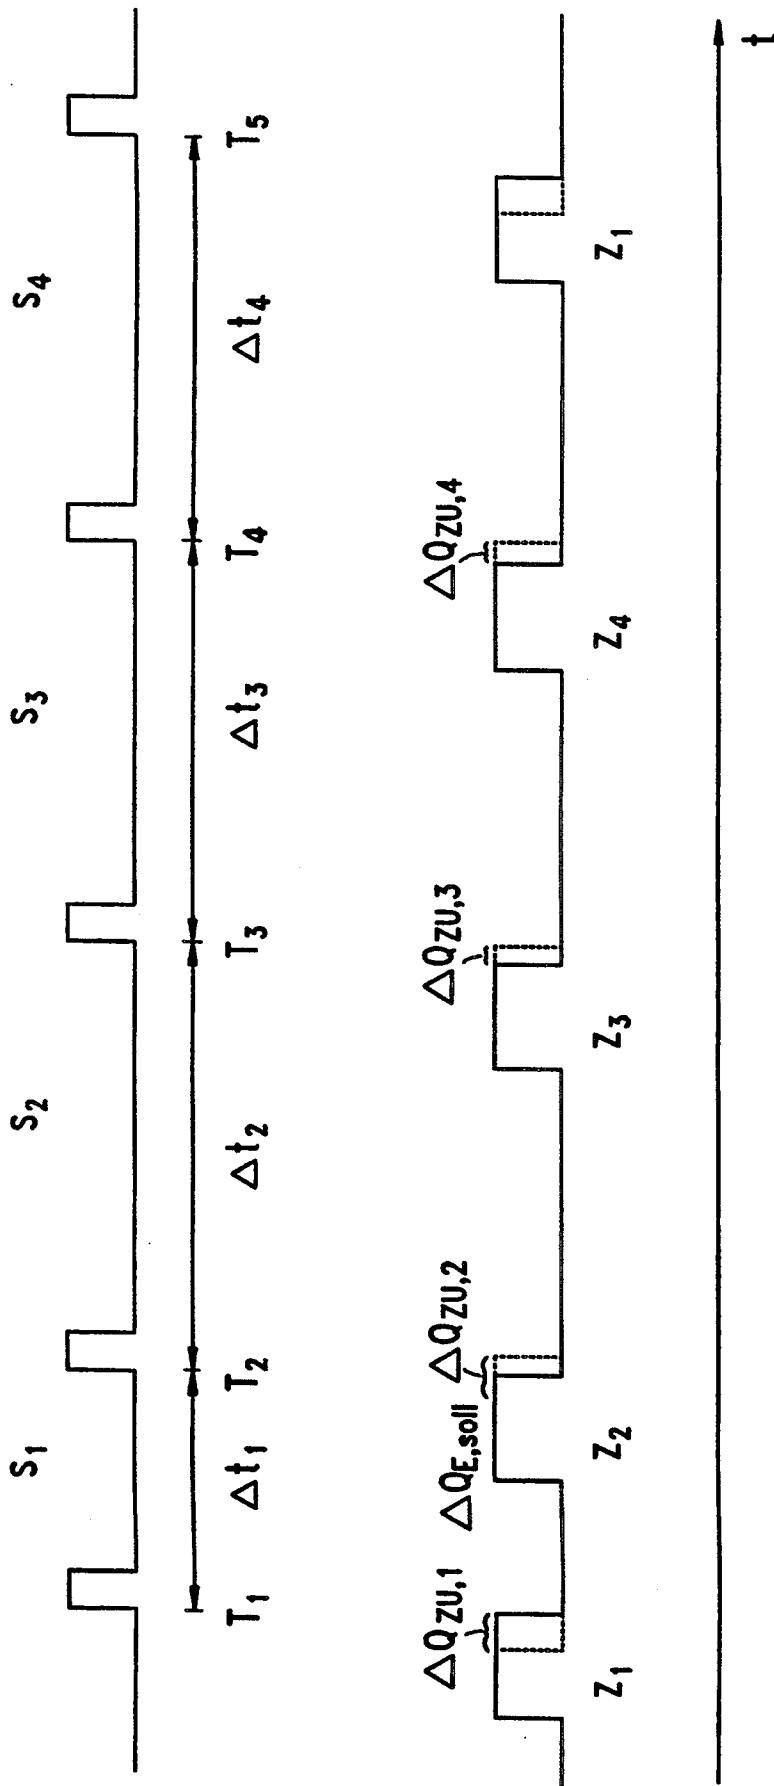 S1 S2 S3 S4
T1 Δt1 T2 Δt2 T3 Δt3 T4 Δt4 T5
ΔQZU,1 ΔQE,soll ΔQZU,2 ΔQZU,3 ΔQZU,4
Z1 Z2 Z3 Z4 Z1
t